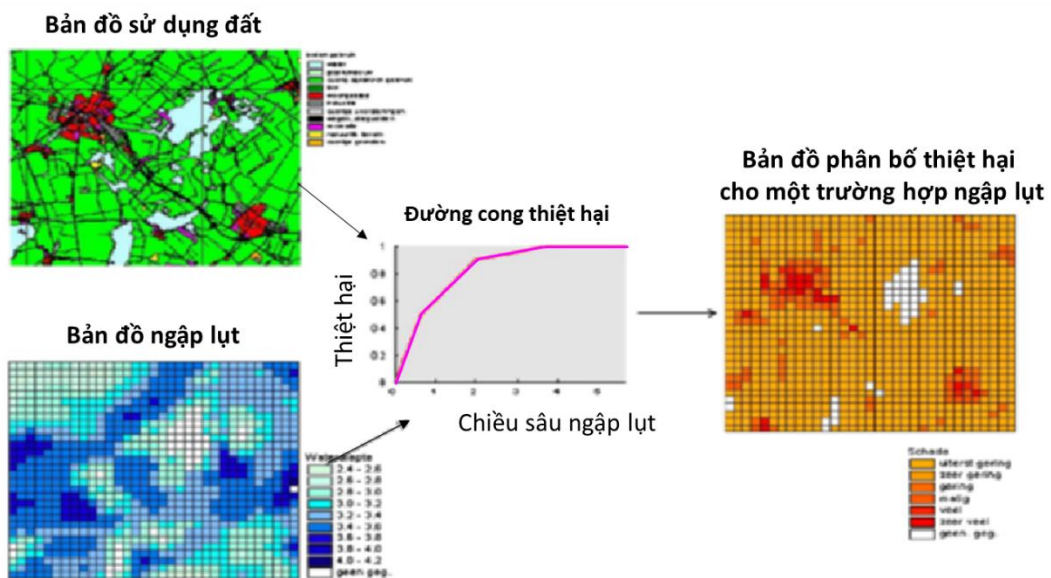 Bản đồ sử dụng đất
Bản đồ phân bố thiệt hại
cho một trường hợp ngập lụt
Đường cong thiệt hại
Thiệt hại
1
0.8
0.6
0.4
0.2
0
0
1
2
3
4
5
Chiều sâu ngập lụt
Bản đồ ngập lụt
Waterdiepte
2.4 - 2.6
2.6 - 2.8
2.8 - 3.0
3.0 - 3.2
3.2 - 3.4
3.4 - 3.6
3.6 - 3.8
3.8 - 4.0
4.0 - 4.2
geen geg.
Schade
uiterst gering
zeer gering
gering
matig
veel
zeer veel
geen geg.